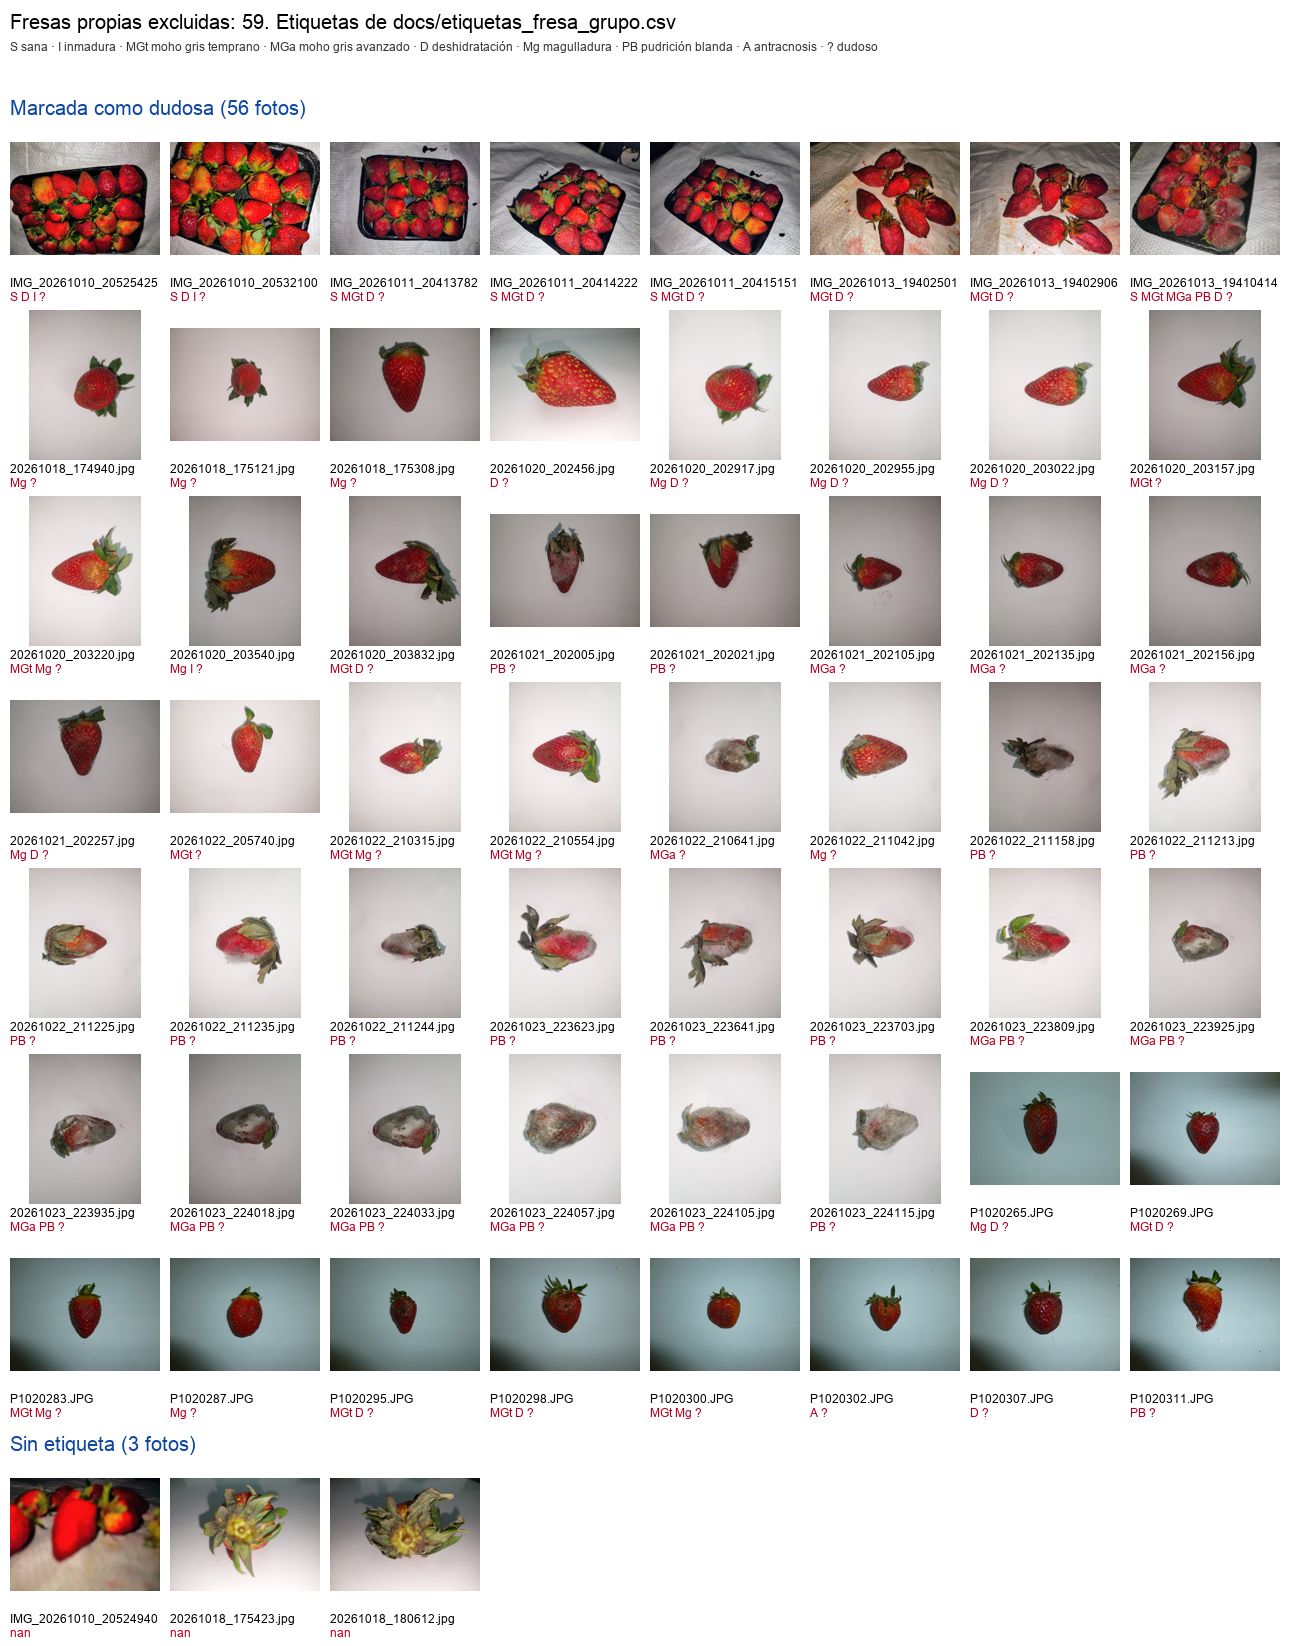 Fresas propias excluidas: 59. Etiquetas de docs/etiquetas_fresa_grupo.csv
S sana · I inmadura · MGt moho gris temprano · MGa moho gris avanzado · D deshidratación · Mg magulladura · PB pudrición blanda · A antracnosis · ? dudoso
Marcada como dudosa (56 fotos)
IMG_20261010_20525425 IMG_20261010_20532100 IMG_20261011_20413782 IMG_20261011_20414222 IMG_20261011_20415151 IMG_20261013_19402501 IMG_20261013_19402906 IMG_20261013_19410414
S D I ? S D I ? S MGt D ? S MGt D ? S MGt D ? MGt D ? MGt D ? S MGt MGa PB D ?
20261018_174940.jpg 20261018_175121.jpg 20261018_175308.jpg 20261020_202456.jpg 20261020_202917.jpg 20261020_202955.jpg 20261020_203022.jpg 20261020_203157.jpg
Mg ? Mg ? Mg ? D ? Mg D ? Mg D ? Mg D ? MGt ?
20261020_203220.jpg 20261020_203540.jpg 20261020_203832.jpg 20261021_202005.jpg 20261021_202021.jpg 20261021_202105.jpg 20261021_202135.jpg 20261021_202156.jpg
MGt Mg ? Mg I ? MGt D ? PB ? PB ? MGa ? MGa ? MGa ?
20261021_202257.jpg 20261022_205740.jpg 20261022_210315.jpg 20261022_210554.jpg 20261022_210641.jpg 20261022_211042.jpg 20261022_211158.jpg 20261022_211213.jpg
Mg D ? MGt ? MGt Mg ? MGt Mg ? MGa ? Mg ? PB ? PB ?
20261022_211225.jpg 20261022_211235.jpg 20261022_211244.jpg 20261023_223623.jpg 20261023_223641.jpg 20261023_223703.jpg 20261023_223809.jpg 20261023_223925.jpg
PB ? PB ? PB ? PB ? PB ? PB ? MGa PB ? MGa PB ?
20261023_223935.jpg 20261023_224018.jpg 20261023_224033.jpg 20261023_224057.jpg 20261023_224105.jpg 20261023_224115.jpg P1020265.JPG P1020269.JPG
MGa PB ? MGa PB ? MGa PB ? MGa PB ? MGa PB ? PB ? Mg D ? MGt D ?
P1020283.JPG P1020287.JPG P1020295.JPG P1020298.JPG P1020300.JPG P1020302.JPG P1020307.JPG P1020311.JPG
MGt Mg ? Mg ? MGt D ? MGt D ? MGt Mg ? A ? D ? PB ?
Sin etiqueta (3 fotos)
IMG_20261010_20524940 20261018_175423.jpg 20261018_180612.jpg
nan nan nan